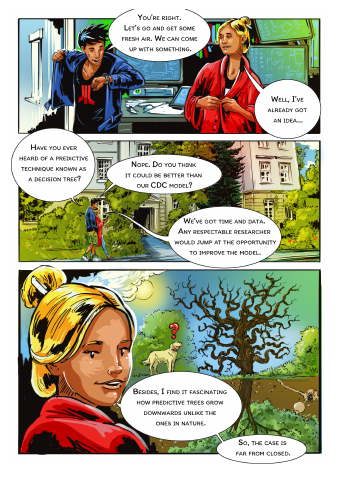 You're right.
Let's go and get some
fresh air. We can come
up with something.
Well, I've
already got
an idea...
Have you ever
heard of a predictive
technique known as
a decision tree?
Nope. Do you think
it could be better than
our CDC model?
We've got time and data.
Any respectable researcher
would jump at the opportunity
to improve the model.
?
Besides, I find it fascinating
how predictive trees grow
downwards unlike the
ones in nature.
So, the case is
far from closed.